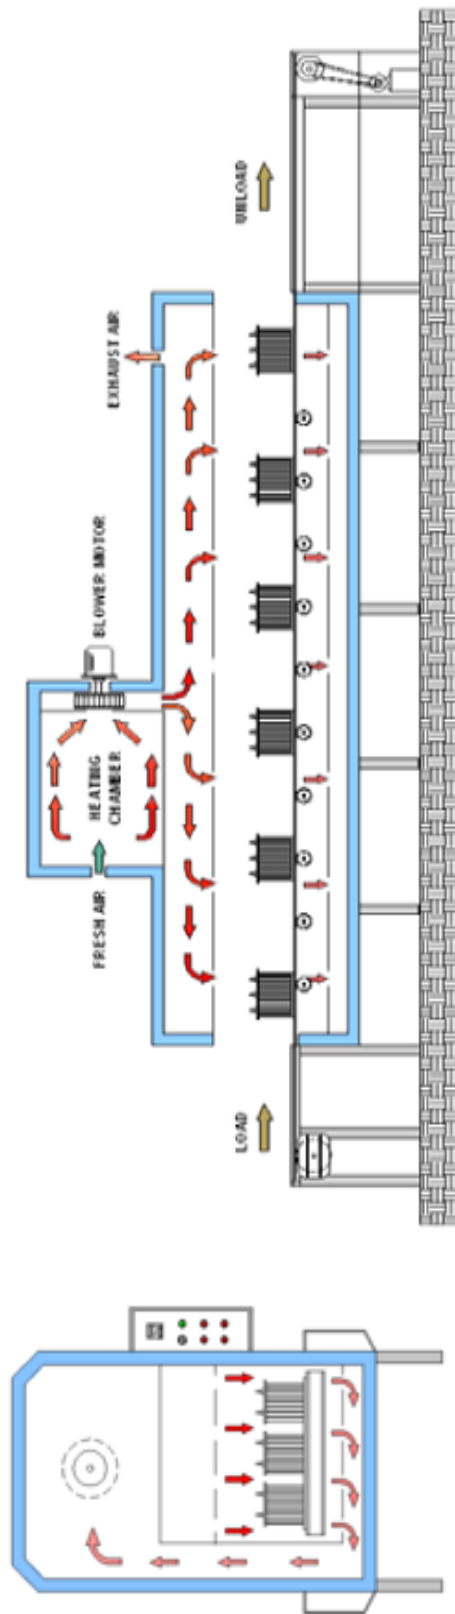 LOAD
FRESH AIR
HEATING
CHAMBER
BLOWER MOTOR
EXHAUST AIR
UNLOAD